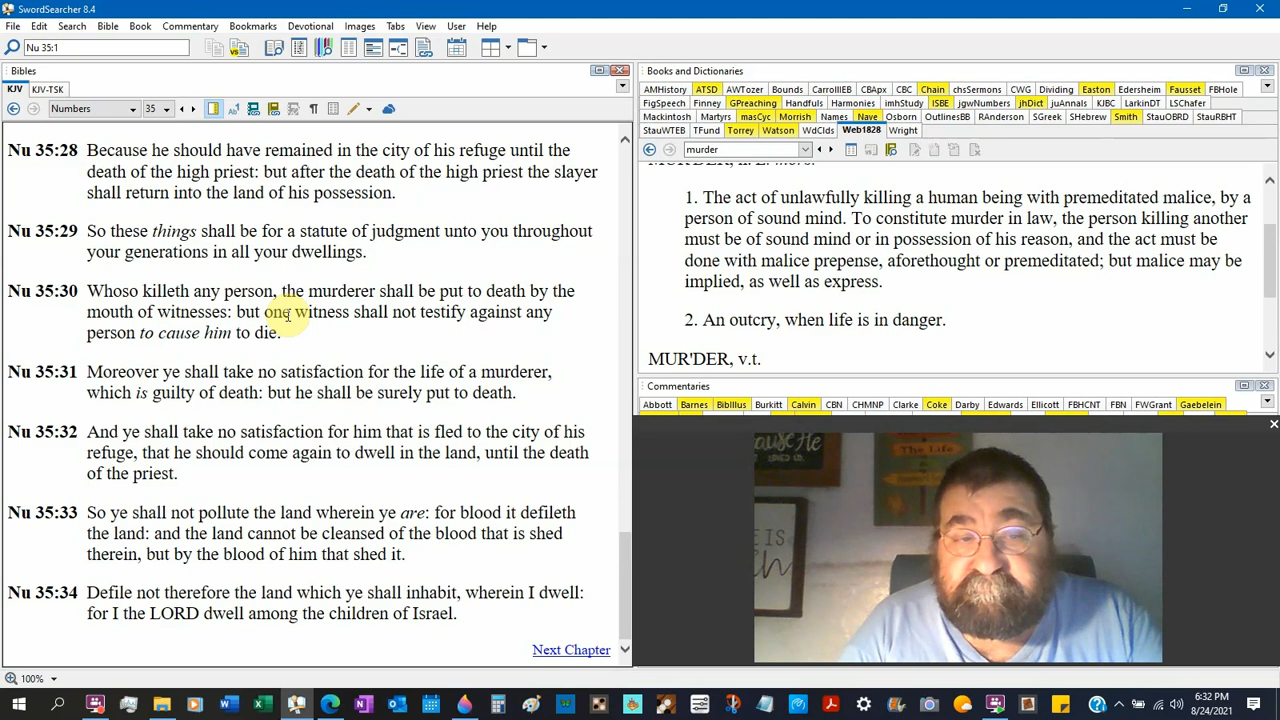 SwordSearcher 8.4
File Edit Search Bible Book Commentary Bookmarks Devotional Images Tabs View User Help
Nu 35:1
Bibles
KJV KJV-TSK
Numbers 35
Nu 35:28 Because he should have remained in the city of his refuge until the
death of the high priest: but after the death of the high priest the slayer
shall return into the land of his possession.
Nu 35:29 So these things shall be for a statute of judgment unto you throughout
your generations in all your dwellings.
Nu 35:30 Whoso killeth any person, the murderer shall be put to death by the
mouth of witnesses: but one witness shall not testify against any
person to cause him to die.
Nu 35:31 Moreover ye shall take no satisfaction for the life of a murderer,
which is guilty of death: but he shall be surely put to death.
Nu 35:32 And ye shall take no satisfaction for him that is fled to the city of his
refuge, that he should come again to dwell in the land, until the death
of the priest.
Nu 35:33 So ye shall not pollute the land wherein ye are: for blood it defileth
the land: and the land cannot be cleansed of the blood that is shed
therein, but by the blood of him that shed it.
Nu 35:34 Defile not therefore the land which ye shall inhabit, wherein I dwell:
for I the LORD dwell among the children of Israel.
Next Chapter
100%
Books and Dictionaries
AMHistory ATSD AWTozer Bounds CarrollIEB CBApx CBC Chain chsSermons CWG Dividing Easton Edersheim Fausset FBHole
FigSpeech Finney GPreaching Handfuls Harmonies imhStudy ISBE jgwNumbers jhDict juAnnals KJBC LarkinDT LSChafer
Mackintosh Martyrs masCyc Morrish Names Nave Osborn OutlinesBB RAnderson SGreek SHebrew StauOBRD StauRBHT
StauWTEB TFund Torrey Watson WdClds Web1828 Wright
murder
1. The act of unlawfully killing a human being with premeditated malice, by a
person of sound mind. To constitute murder in law, the person killing another
must be of sound mind or in possession of his reason, and the act must be
done with malice prepense, aforethought or premeditated; but malice may be
implied, as well as express.
2. An outcry, when life is in danger.
MUR'DER, v.t.
Commentaries
Abbott Barnes BibIllus Burkitt Calvin CBN CHMNP Clarke Coke Darby Edwards Ellicott FBHCNT FBN FWGrant Gaebelein
6:32 PM
8/24/2021